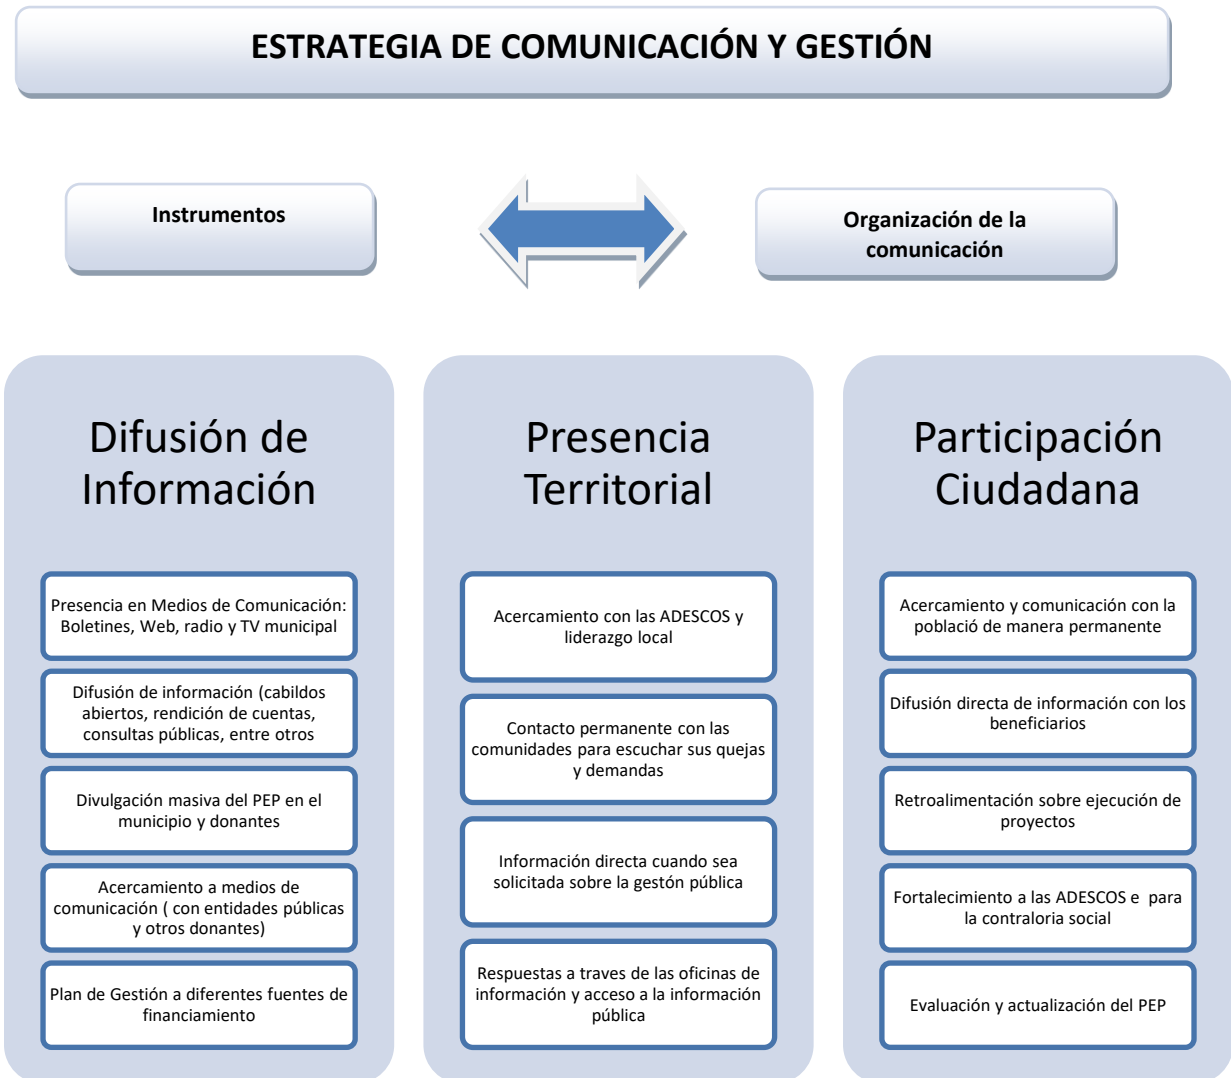 ESTRATEGIA DE COMUNICACIÓN Y GESTIÓN
Instrumentos
Organización de la
comunicación
Difusión de
Información
Presencia en Medios de Comunicación:
Boletines, Web, radio y TV municipal
Difusión de información (cabildos
abiertos, rendición de cuentas,
consultas públicas, entre otros
Divulgación masiva del PEP en el
municipio y donantes
Acercamiento a medios de
comunicación ( con entidades públicas
y otros donantes)
Plan de Gestión a diferentes fuentes de
financiamiento
Presencia
Territorial
Acercamiento con las ADESCOS y
liderazgo local
Contacto permanente con las
comunidades para escuchar sus quejas
y demandas
Información directa cuando sea
solicitada sobre la gestón pública
Respuestas a traves de las oficinas de
información y acceso a la información
pública
Participación
Ciudadana
Acercamiento y comunicación con la
població de manera permanente
Difusión directa de información con los
beneficiarios
Retroalimentación sobre ejecución de
proyectos
Fortalecimiento a las ADESCOS e  para
la contraloria social
Evaluación y actualización del PEP